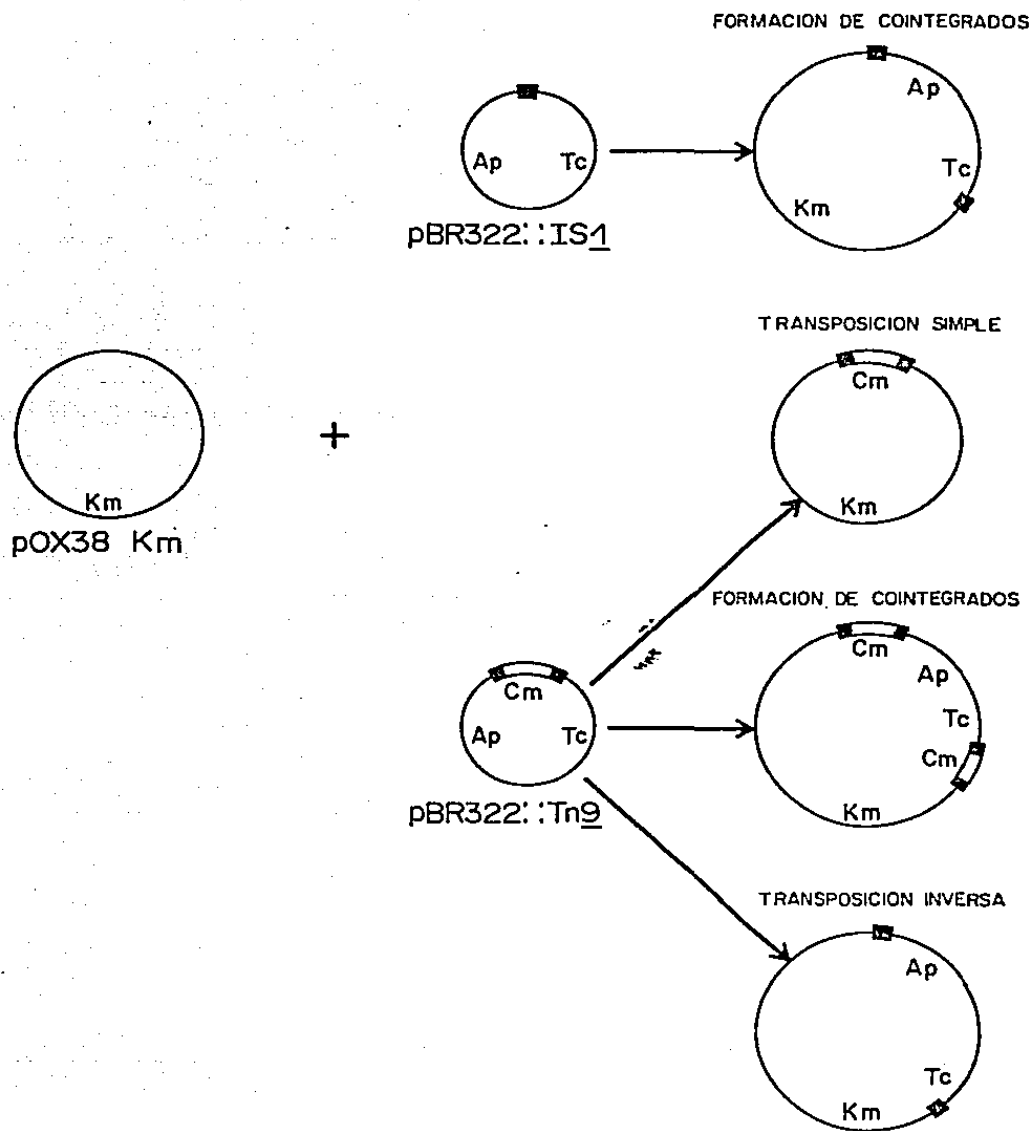 FORMACION DE COINTEGRADOS
Ap
Ap Tc
Tc
Km
pBR322::IS1
TRANSPOSICION SIMPLE
Cm
Km
pOX38 Km
+
Km
FORMACION DE COINTEGRADOS
Cm
Cm
Ap
Ap Tc
Tc
Cm
pBR322::Tn9
Km
TRANSPOSICION INVERSA
Ap
Tc
Km